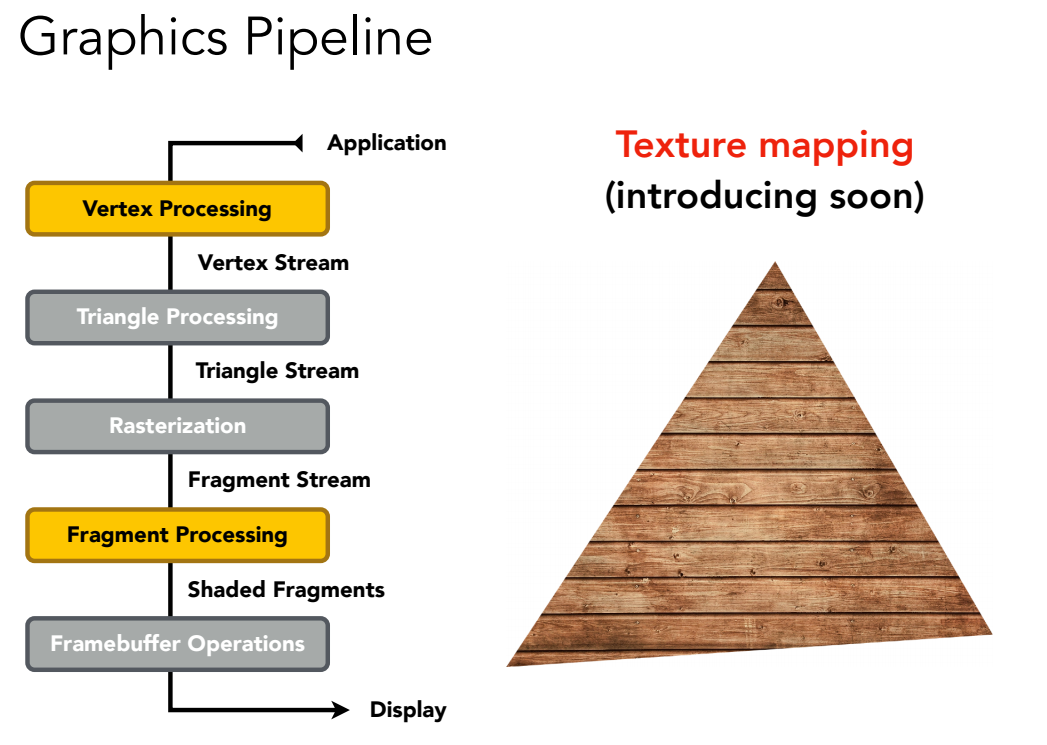 Graphics Pipeline
Application
Vertex Processing
Vertex Stream
Triangle Processing
Triangle Stream
Rasterization
Fragment Stream
Fragment Processing
Shaded Fragments
Framebuffer Operations
Display
Texture mapping
(introducing soon)